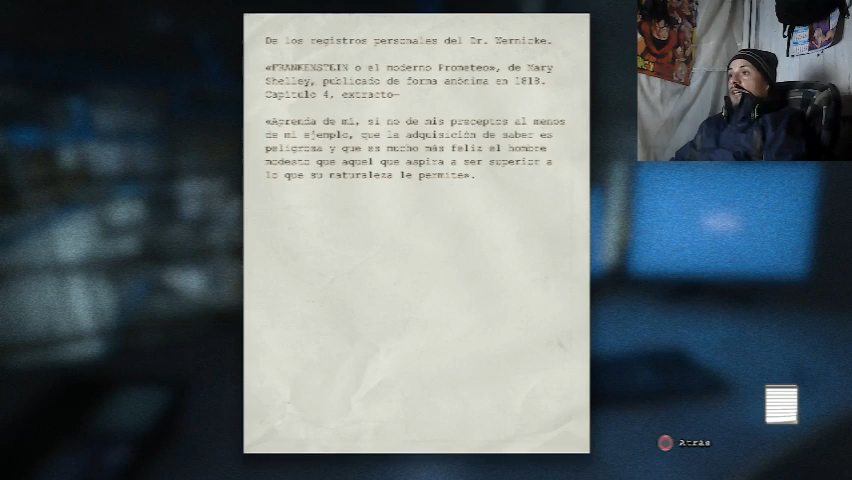 De los registros personales del Dr. Wernicke.
«FRANKENSTEIN o el moderno Prometeo», de Mary
Shelley, publicado de forma anónima en 1818.
Capítulo 4, extracto—
«Aprenda de mí, si no de mis preceptos al menos
de mi ejemplo, que la adquisición de saber es
peligrosa y que es mucho más feliz el hombre
modesto que aquel que aspira a ser superior a
lo que su naturaleza le permite».
Atrás